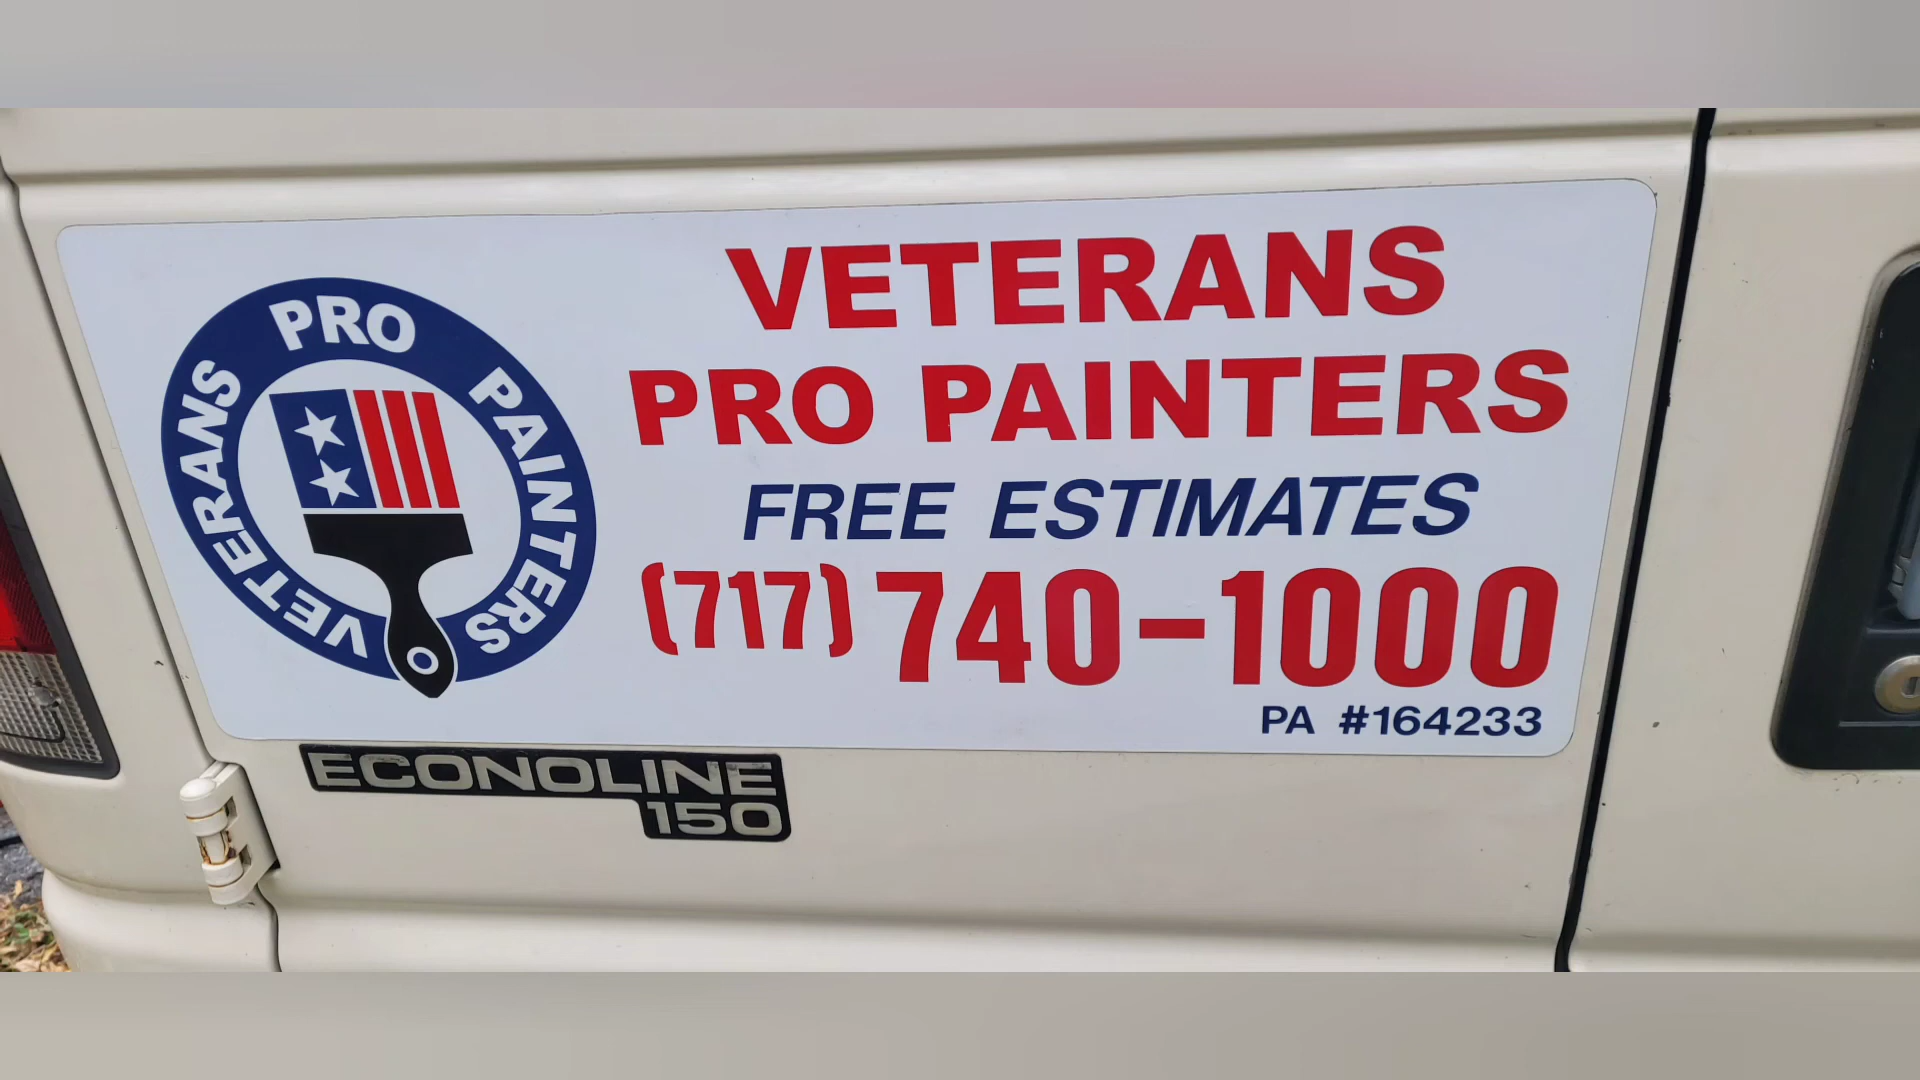 VETERANS PRO PAINTERS
VETERANS
PRO PAINTERS
FREE ESTIMATES
(717) 740-1000
PA #164233
ECONOLINE
150